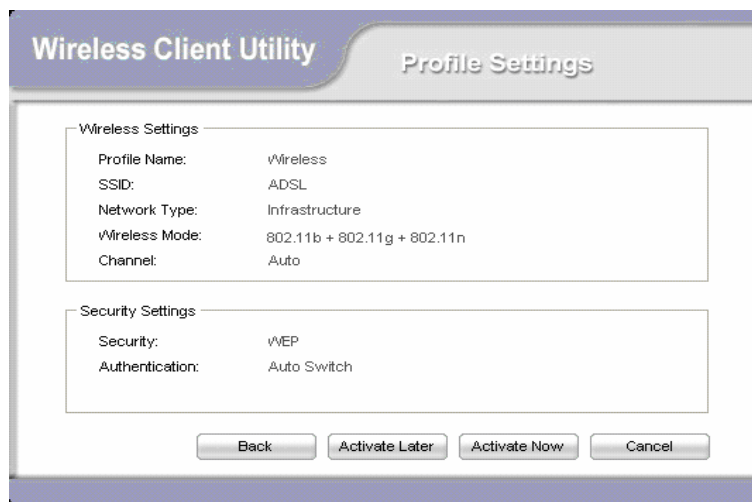 Wireless Client Utility
Profile Settings
Wireless Settings
Profile Name: Wireless
SSID: ADSL
Network Type: Infrastructure
Wireless Mode: 802.11b + 802.11g + 802.11n
Channel: Auto
Security Settings
Security: WEP
Authentication: Auto Switch
Back Activate Later Activate Now Cancel